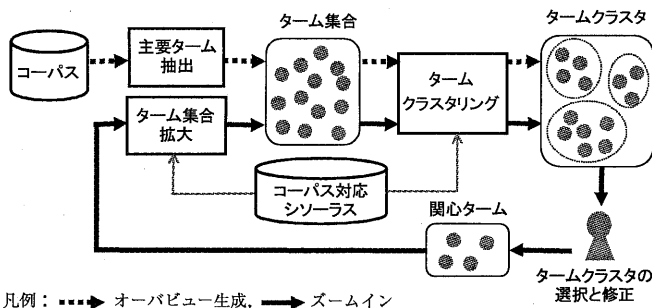 ターム集合
タームクラスタ
コーパス
主要ターム
抽出
ターム
クラスタリング
ターム集合
拡大
コーパス対応
シソーラス
関心ターム
タームクラスタの
選択と修正
凡例： オーバビュー生成, ズームイン